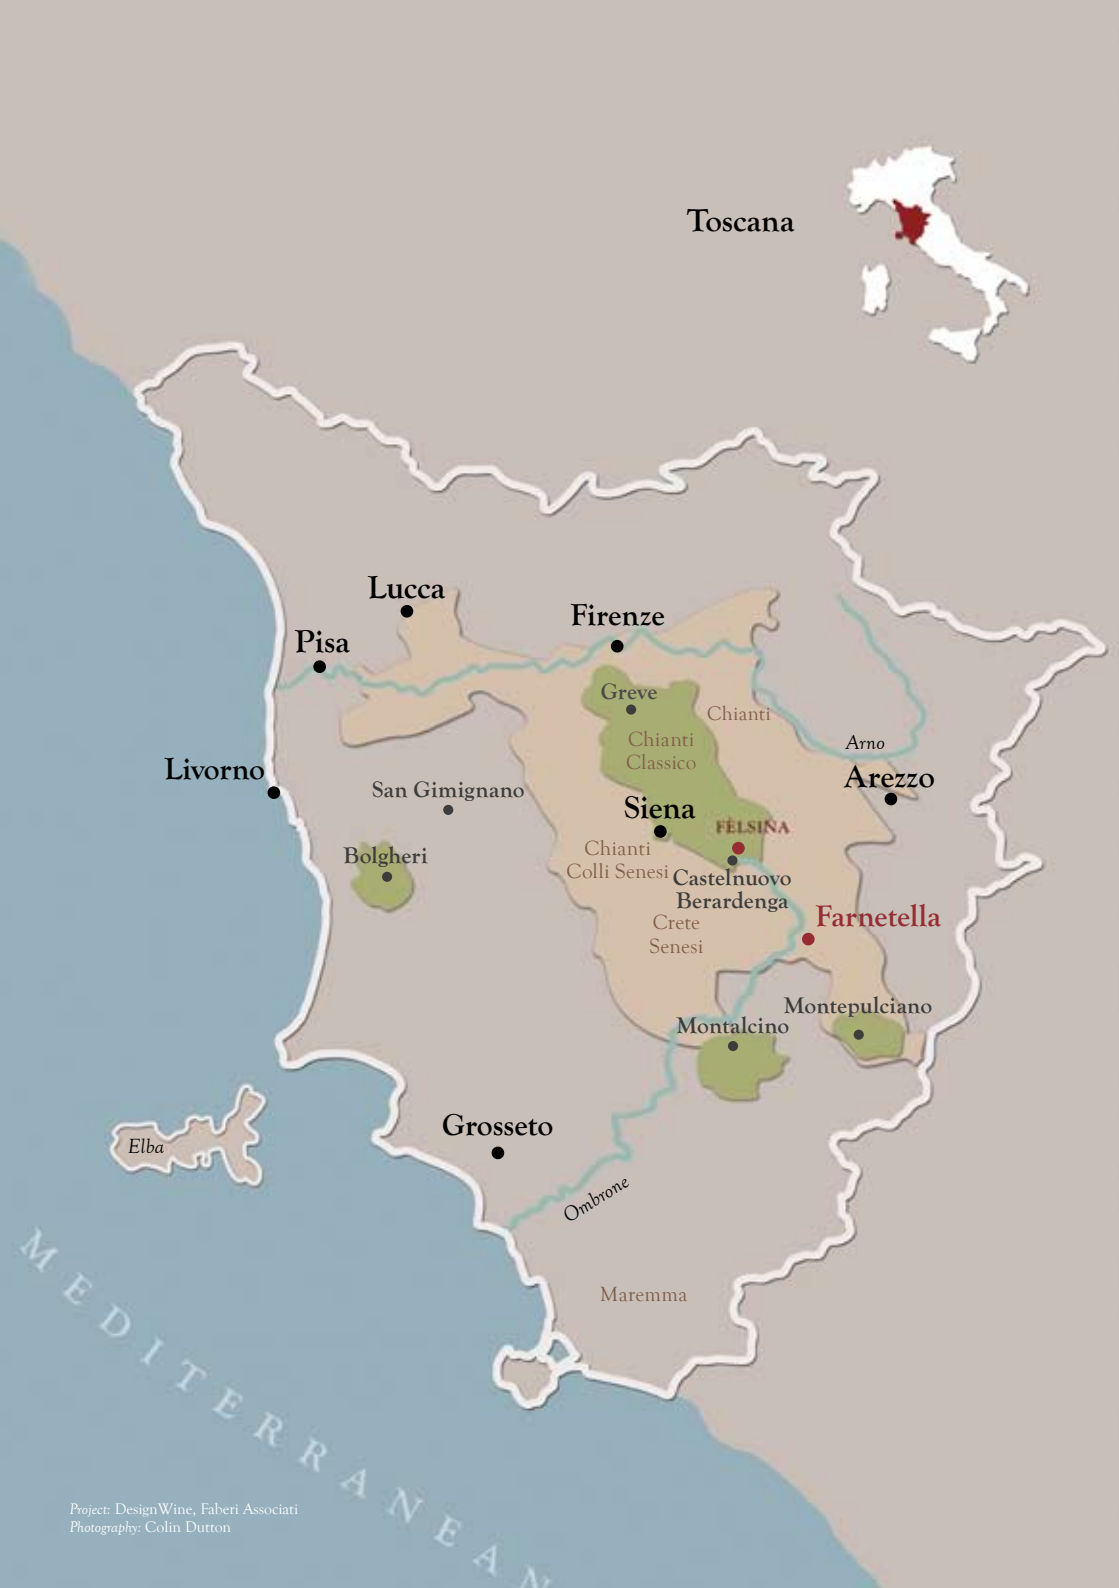 Toscana
Lucca
Firenze
Pisa
Greve
Chianti
Chianti
Classico
Arno
Livorno
Arezzo
San Gimignano
Siena
FÈLSINA
Chianti
Colli Senesi
Bolgheri
Castelnuovo
Berardenga
Farnetella
Crete
Senesi
Montepulciano
Montalcino
Grosseto
Elba
Ombrone
Maremma
MEDITERRANEAN
Project: DesignWine, Faberi Associati
Photography: Colin Dutton